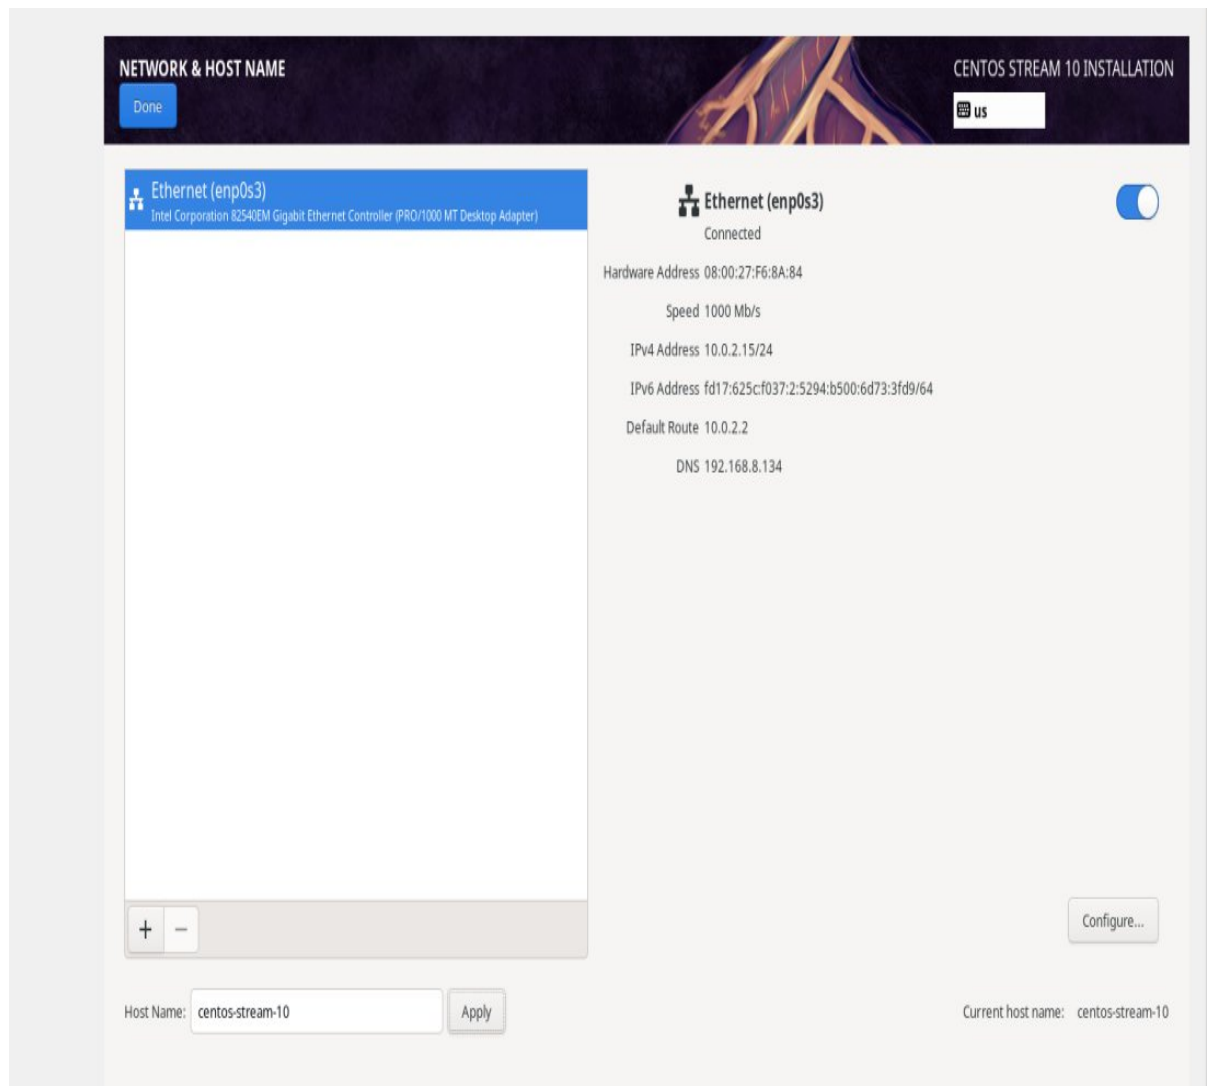 NETWORK & HOST NAME
Done
CENTOS STREAM 10 INSTALLATION
us
Ethernet (enp0s3)
Intel Corporation 82540EM Gigabit Ethernet Controller (PRO/1000 MT Desktop Adapter)
Ethernet (enp0s3)
Connected
Hardware Address 08:00:27:F6:8A:84
Speed 1000 Mb/s
IPv4 Address 10.0.2.15/24
IPv6 Address fd17:625c:f037:2:5294:b500:6d73:3fd9/64
Default Route 10.0.2.2
DNS 192.168.8.134
+ −
Configure...
Host Name: centos-stream-10 Apply
Current host name: centos-stream-10